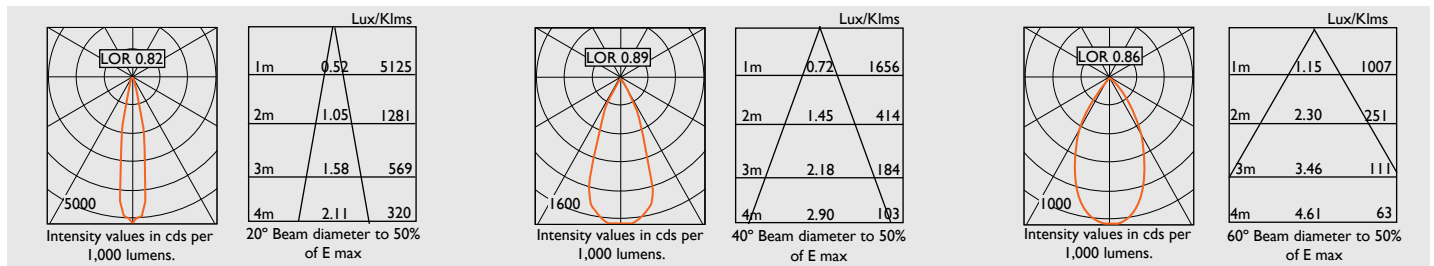 Lux/Klms
LOR 0.82
5000
Intensity values in cds per
1,000 lumens.
1m 0.52 5125
2m 1.05 1281
3m 1.58 569
4m 2.11 320
20º Beam diameter to 50%
of E max
Lux/Klms
LOR 0.89
1600
Intensity values in cds per
1,000 lumens.
1m 0.72 1656
2m 1.45 414
3m 2.18 184
4m 2.90 103
40º Beam diameter to 50%
of E max
Lux/Klms
LOR 0.86
1000
Intensity values in cds per
1,000 lumens.
1m 1.15 1007
2m 2.30 251
3m 3.46 111
4m 4.61 63
60º Beam diameter to 50%
of E max